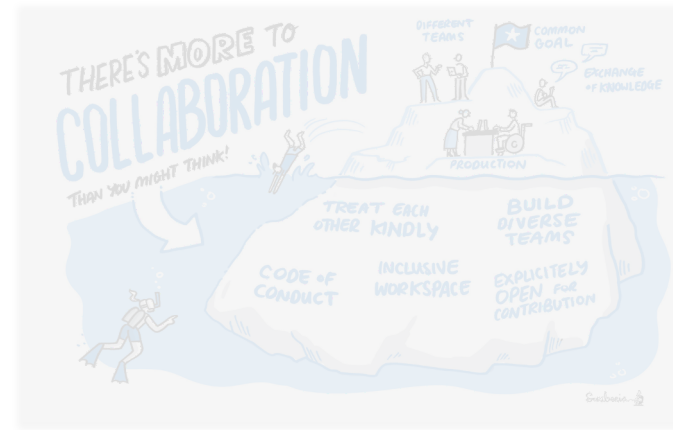 THERE'S MORE TO
COLLABORATION
THAN YOU MIGHT THINK!
DIFFERENT
TEAMS
COMMON
GOAL
EXCHANGE
OF KNOWLEDGE
PRODUCTION
TREAT EACH
OTHER KINDLY
BUILD
DIVERSE
TEAMS
CODE OF
CONDUCT
INCLUSIVE
WORKSPACE
EXPLICITELY
OPEN FOR
CONTRIBUTION